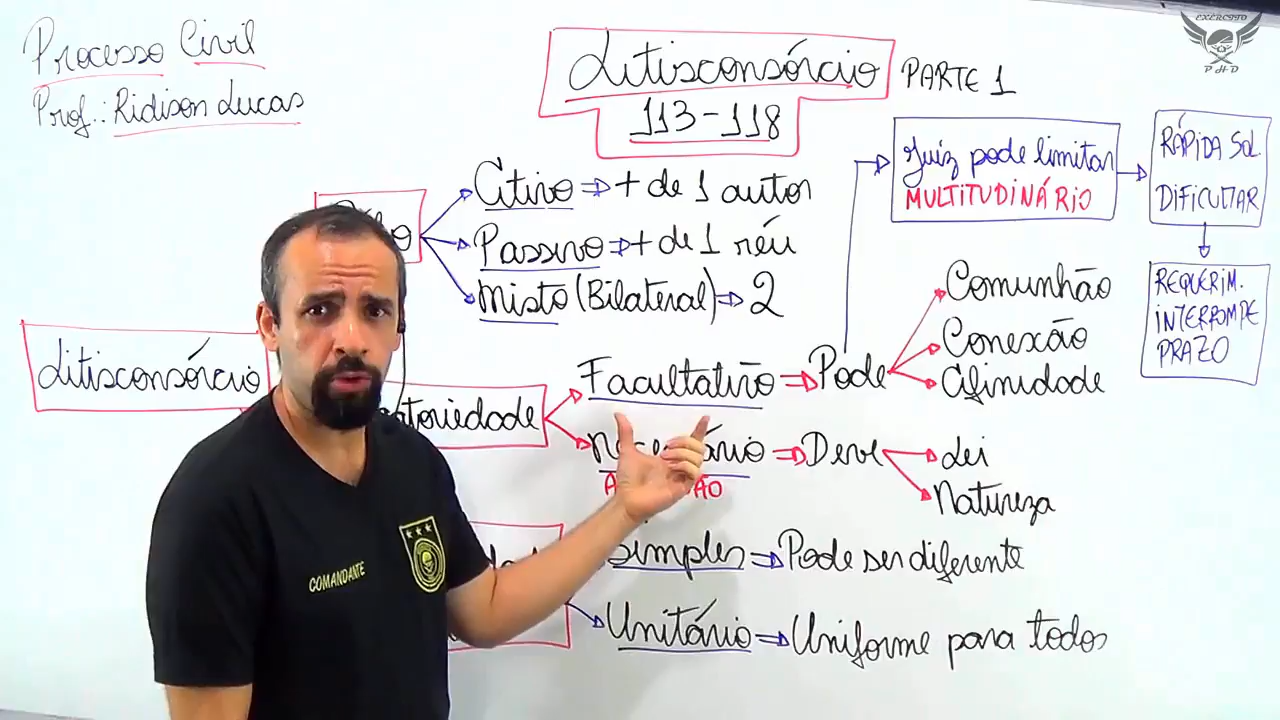 Processo Civil
Prof.: Ridison Lucas
Litisconsórcio PARTE 1
113-118
EXERCITO
PHD
Ativo => + de 1 autor
Passivo => + de 1 réu
Misto (Bilateral) => 2
Juiz pode limitar
MULTITUDINÁRIO
RÁPIDA SOL.
DIFICULTAR
REQUERIM.
INTERROMPE
PRAZO
Litisconsórcio
Facultativo => Pode
Comunhão
Conexão
Afinidade
=> Deve
Lei
Natureza
Simples => Pode ser diferente
Unitário => Uniforme para todos
COMANDANTE